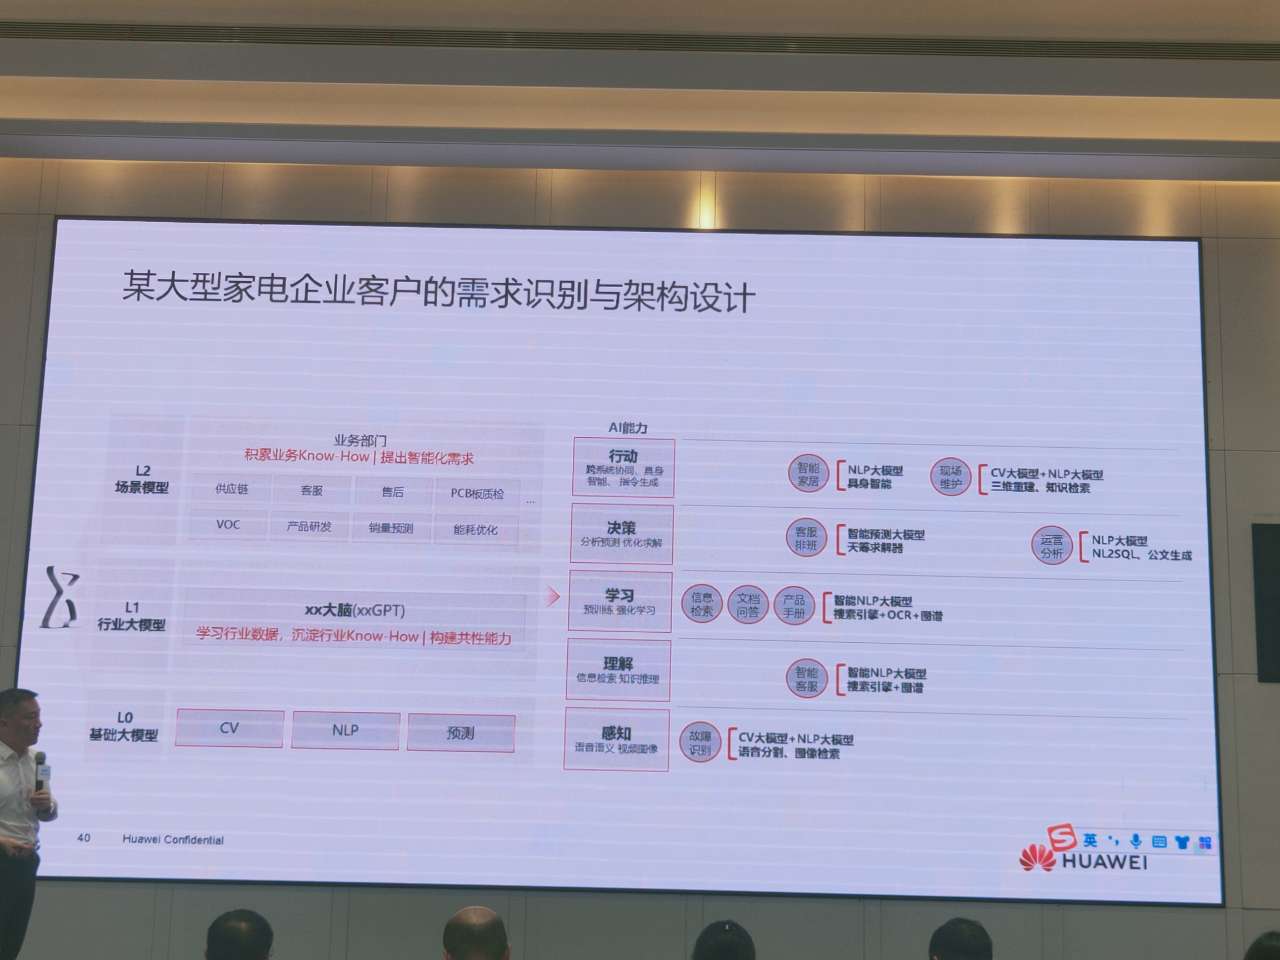 某大型家电企业客户的需求识别与架构设计
L2
场景模型
业务部门
积累业务Know-How | 提出智能化需求
供应链
客服
售后
PCB板质检
...
VOC
产品研发
销量预测
能耗优化
L1
行业大模型
xx大脑(xxGPT)
学习行业数据，沉淀行业Know-How | 构建共性能力
L0
基础大模型
CV
NLP
预测
AI能力
行动
跨系统协同、具身
智能、指令生成
智能
家居
NLP大模型
具身智能
现场
维护
CV大模型+NLP大模型
三维重建、知识检索
决策
分析预测 优化求解
客服
排班
智能预测大模型
天筹求解器
运营
分析
NLP大模型
NL2SQL、公文生成
学习
预训练 强化学习
信息
检索
文档
问答
产品
手册
智能NLP大模型
搜索引擎+OCR+图谱
理解
信息检索 知识推理
智能
客服
智能NLP大模型
搜索引擎+图谱
感知
语音语义 视频图像
故障
识别
CV大模型+NLP大模型
语音分割、图像检索
40 Huawei Confidential
S 英
HUAWEI